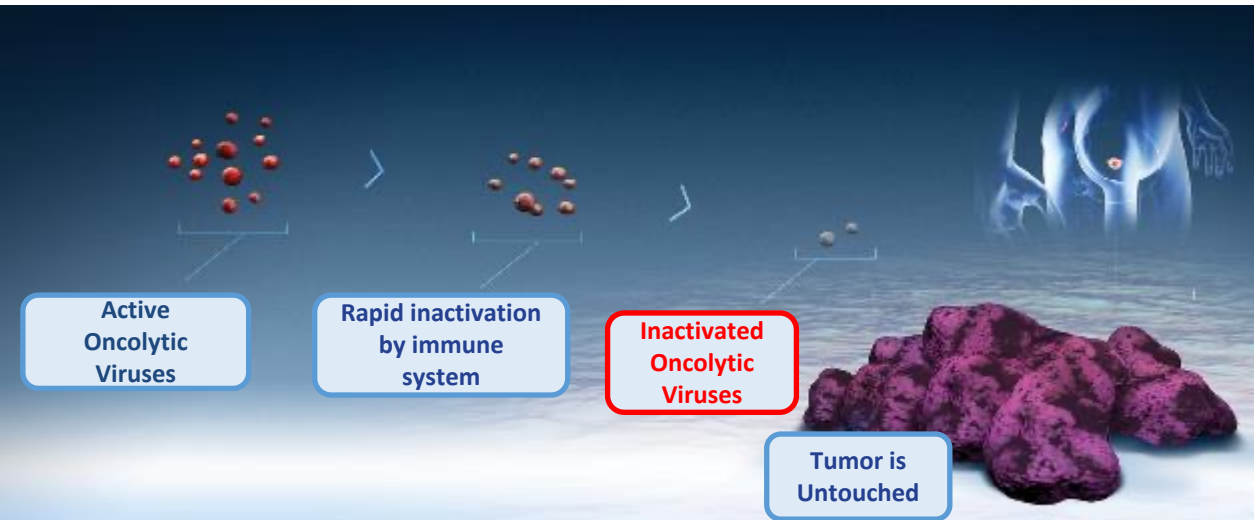 Active
Oncolytic
Viruses
Rapid inactivation
by immune
system
Inactivated
Oncolytic
Viruses
Tumor is
Untouched